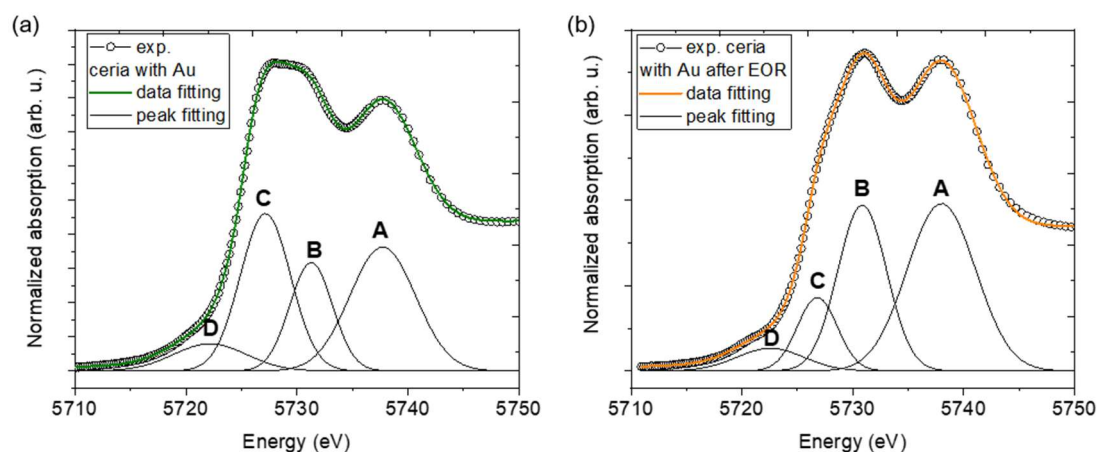 (a)
exp.
ceria with Au
data fitting
peak fitting
C
B
A
D
5710 5720 5730 5740 5750
Energy (eV)
Normalized absorption (arb. u.)
(b)
exp. ceria
with Au after EOR
data fitting
peak fitting
B
A
C
D
5710 5720 5730 5740 5750
Energy (eV)
Normalized absorption (arb. u.)